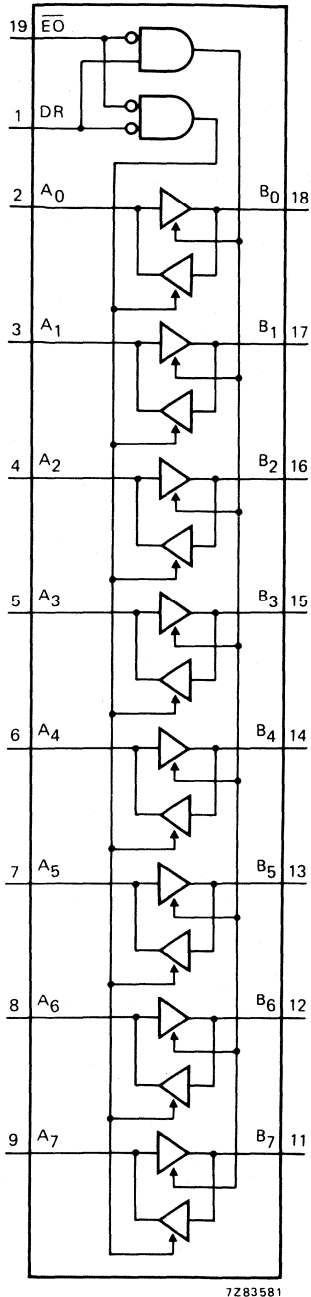 19 E̅O̅
1 DR
2 A₀ B₀ 18
3 A₁ B₁ 17
4 A₂ B₂ 16
5 A₃ B₃ 15
6 A₄ B₄ 14
7 A₅ B₅ 13
8 A₆ B₆ 12
9 A₇ B₇ 11
7Z83581